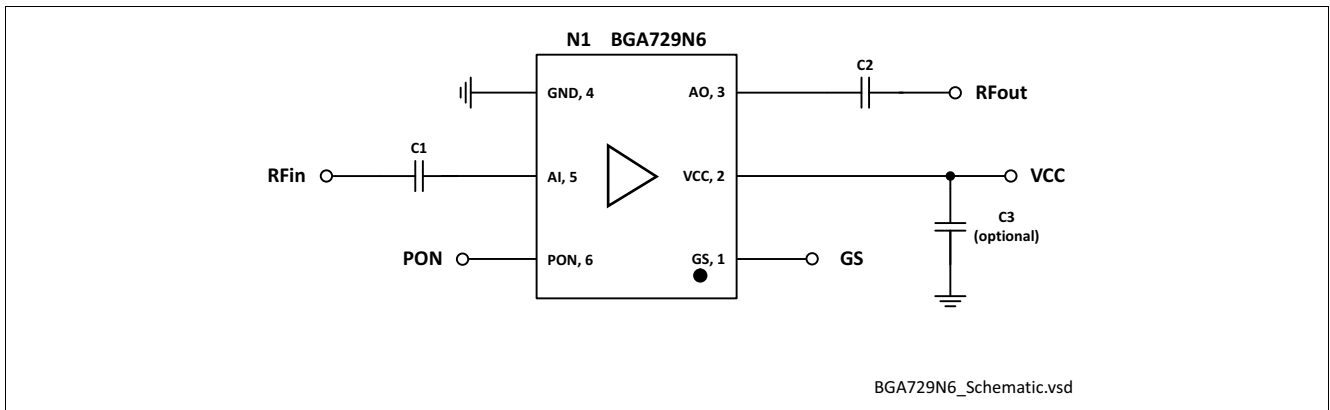 N1 BGA729N6
C2
GND, 4
AO, 3
RFout
C1
RFin
AI, 5
VCC, 2
VCC
C3
(optional)
PON
PON, 6
GS, 1
GS
BGA729N6_Schematic.vsd